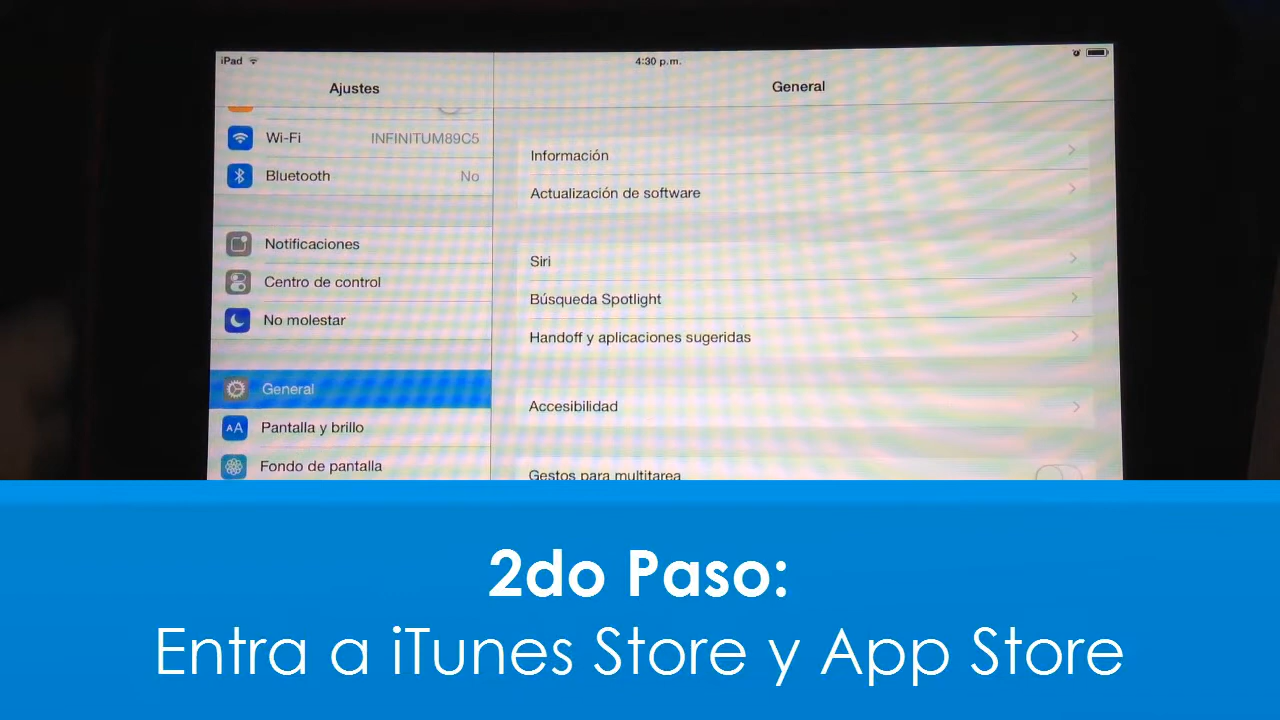 iPad
4:30 p.m.
Ajustes
General
Wi-Fi INFINITUM89C5
Bluetooth No
Notificaciones
Centro de control
No molestar
General
AA Pantalla y brillo
Fondo de pantalla
Información
Actualización de software
Siri
Búsqueda Spotlight
Handoff y aplicaciones sugeridas
Accesibilidad
Gestos para multitarea
2do Paso:
Entra a iTunes Store y App Store